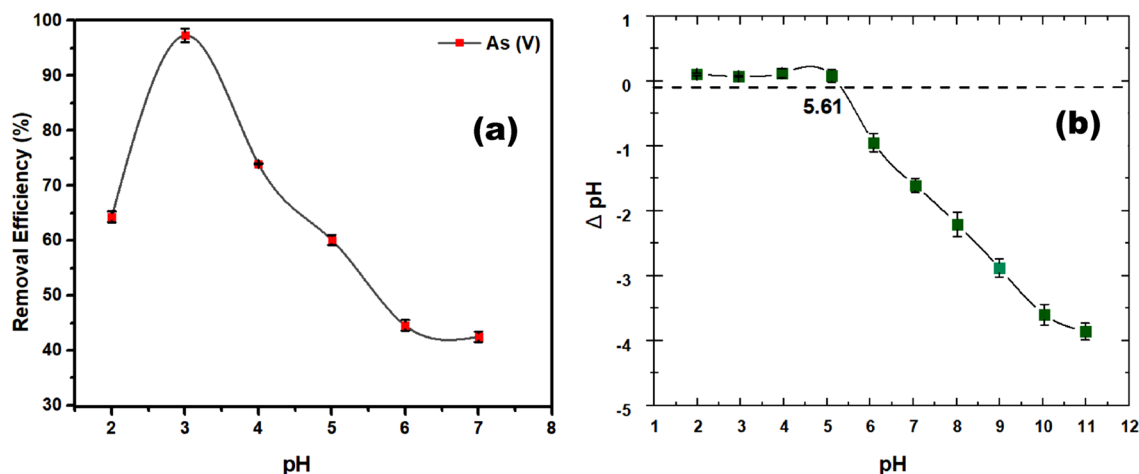 100
90
80
70
60
50
40
30
Removal Efficiency (%)
As (V)
(a)
2 3 4 5 6 7 8
pH
1
0
-1
-2
-3
-4
-5
Δ pH
5.61
(b)
1 2 3 4 5 6 7 8 9 10 11 12
pH